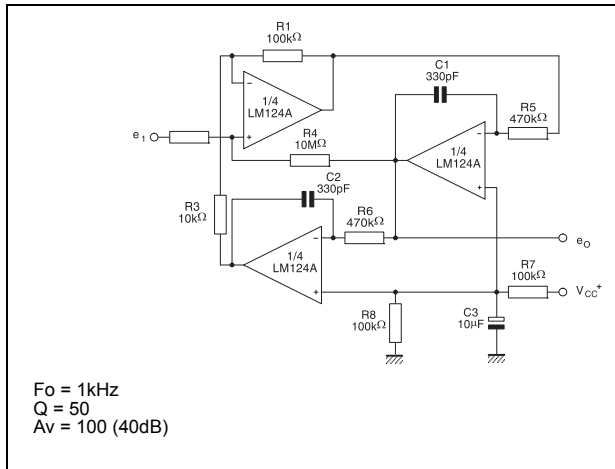 R1
100kΩ
C1
330pF
R5
470kΩ
1/4
LM124A
e1
R4
10MΩ
1/4
LM124A
C2
330pF
R3
10kΩ
R6
470kΩ
1/4
LM124A
eO
R7
100kΩ
VCC+
R8
100kΩ
C3
10µF
Fo = 1kHz
Q = 50
Av = 100 (40dB)